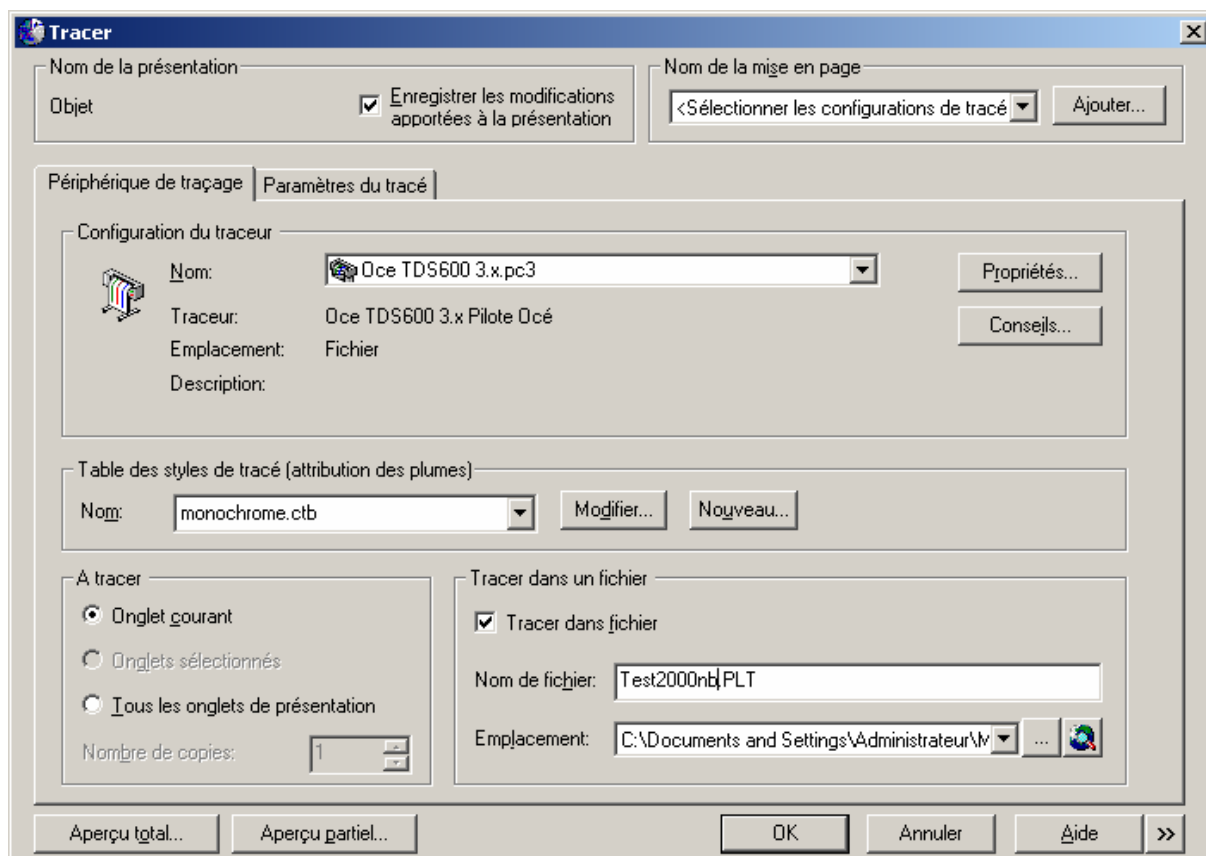 Tracer
Nom de la présentation
Objet
Enregistrer les modifications
apportées à la présentation
Nom de la mise en page
<Sélectionner les configurations de tracé
Ajouter...
Périphérique de traçage
Paramètres du tracé
Configuration du traceur
Nom:
Oce TDS600 3.x.pc3
Propriétés...
Traceur:
Oce TDS600 3.x Pilote Océ
Conseils...
Emplacement:
Fichier
Description:
Table des styles de tracé (attribution des plumes)
Nom:
monochrome.ctb
Modifier...
Nouveau...
A tracer
Onglet courant
Onglets sélectionnés
Tous les onglets de présentation
Nombre de copies:
1
Tracer dans un fichier
Tracer dans fichier
Nom de fichier:
Test2000nb.PLT
Emplacement:
C:\Documents and Settings\Administrateur\M
...
Aperçu total...
Aperçu partiel...
OK
Annuler
Aide
>>